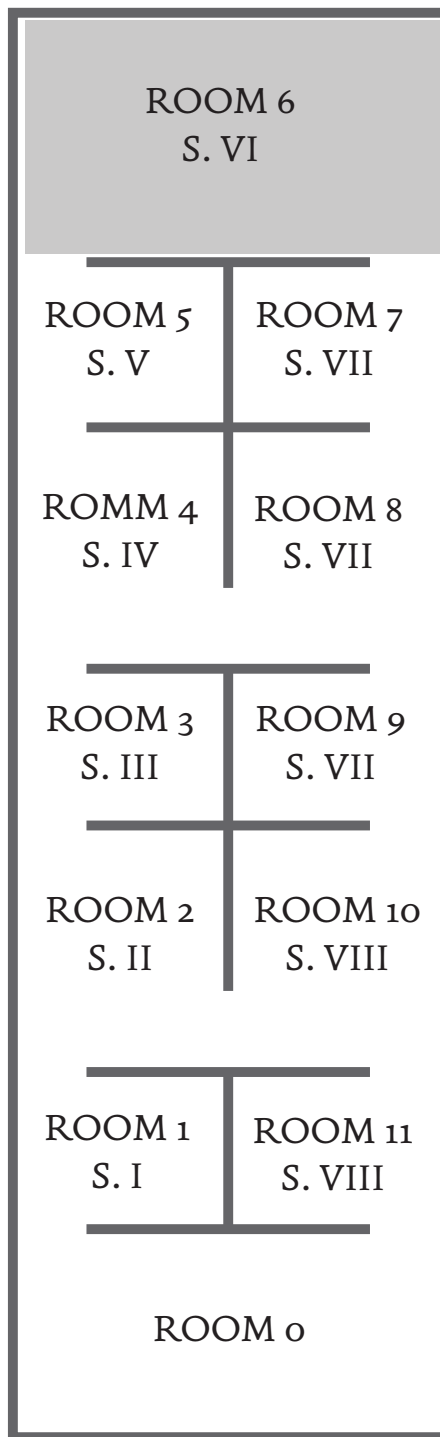 ROOM 6
S. VI
ROOM 5
S. V
ROOM 7
S. VII
ROMM 4
S. IV
ROOM 8
S. VII
ROOM 3
S. III
ROOM 9
S. VII
ROOM 2
S. II
ROOM 10
S. VIII
ROOM 1
S. I
ROOM 11
S. VIII
ROOM 0